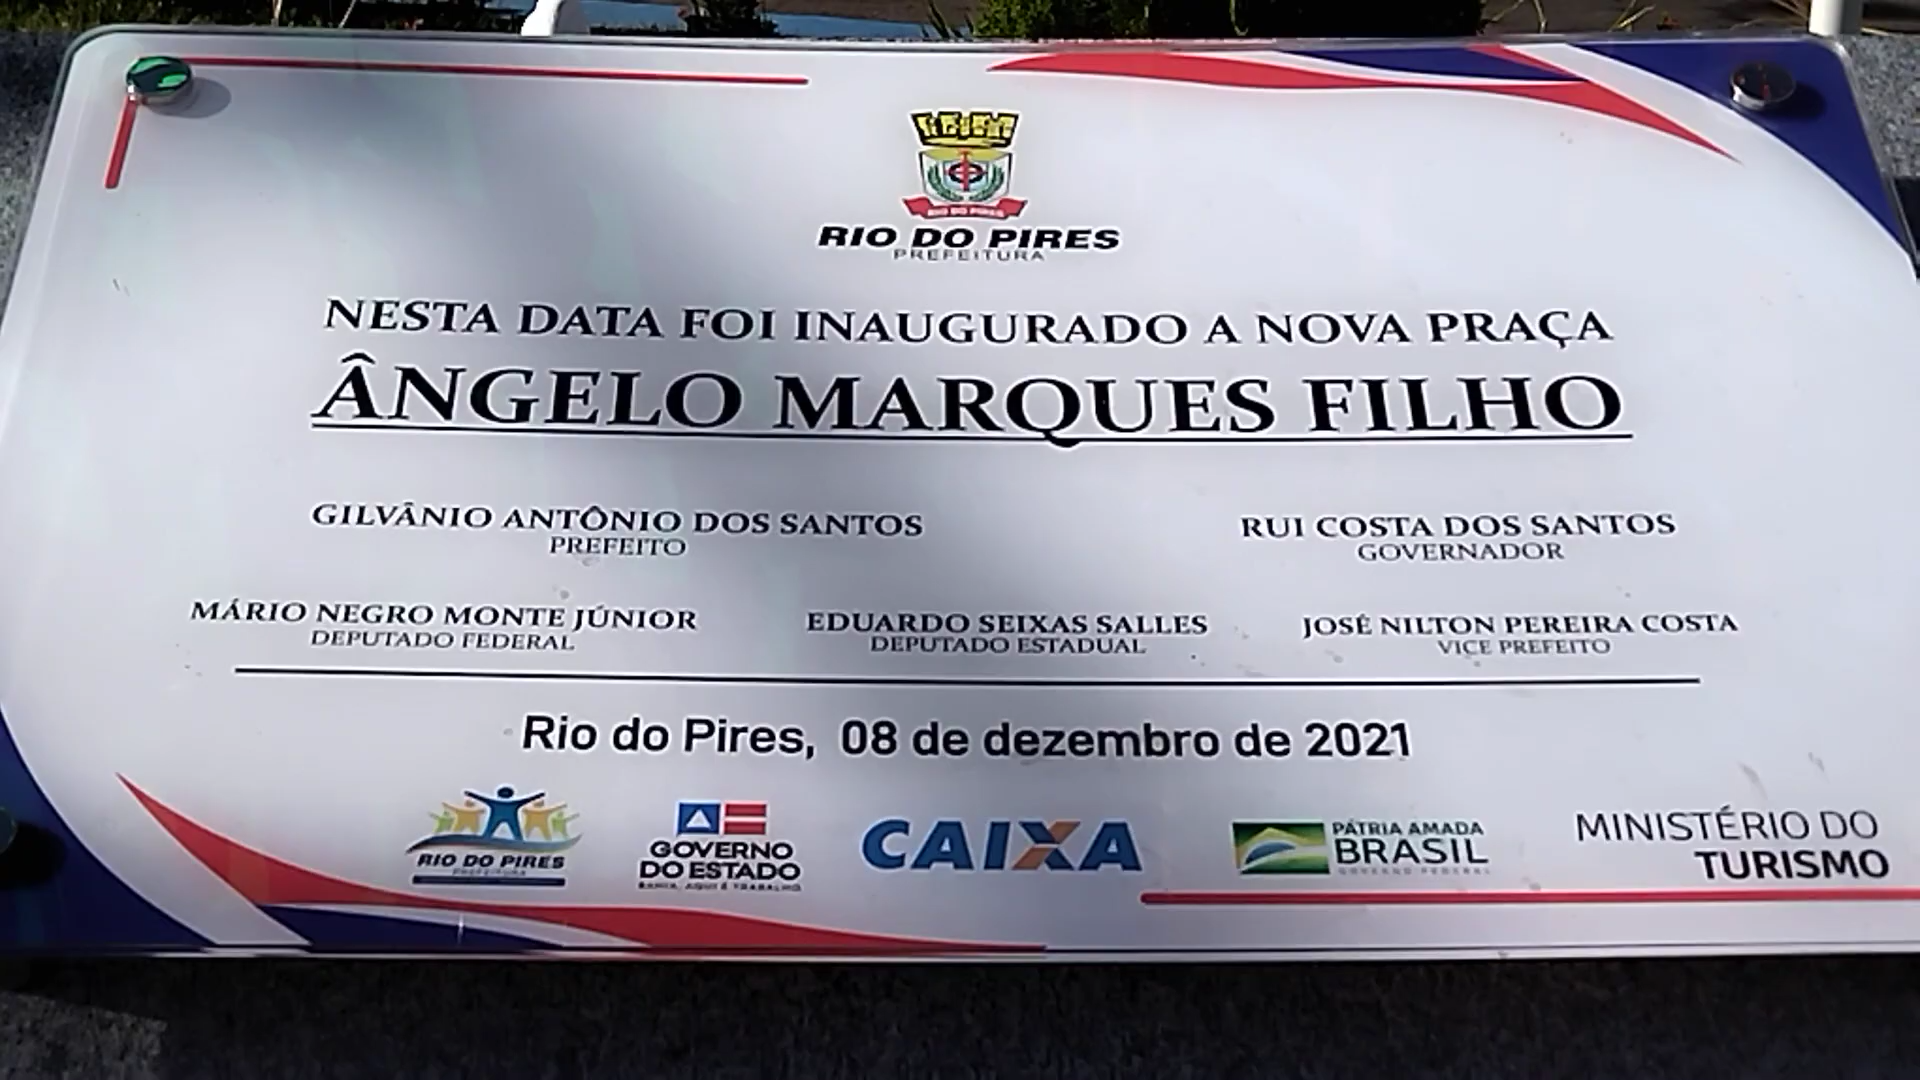 RIO DO PIRES
RIO DO PIRES
PREFEITURA
NESTA DATA FOI INAUGURADO A NOVA PRAÇA
ÂNGELO MARQUES FILHO
GILVÂNIO ANTÔNIO DOS SANTOS
PREFEITO
RUI COSTA DOS SANTOS
GOVERNADOR
MÁRIO NEGRO MONTE JÚNIOR
DEPUTADO FEDERAL
EDUARDO SEIXAS SALLES
DEPUTADO ESTADUAL
JOSÉ NILTON PEREIRA COSTA
VICE PREFEITO
Rio do Pires, 08 de dezembro de 2021
RIO DO PIRES
PREFEITURA
GOVERNO
DO ESTADO
BAHIA. AQUI É TRABALHO
CAIXA
PÁTRIA AMADA
BRASIL
GOVERNO FEDERAL
MINISTÉRIO DO
TURISMO